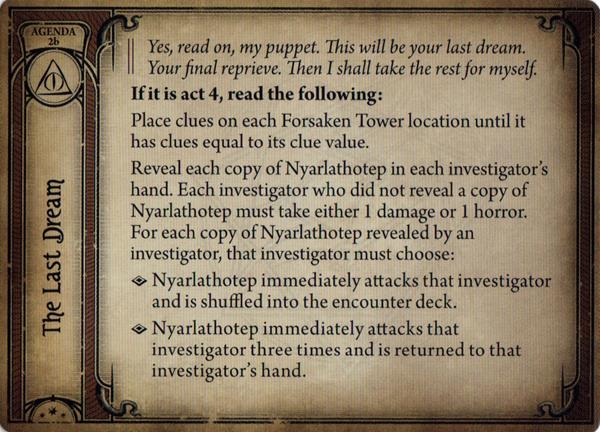 AGENDA
2b
The Last Dream
Yes, read on, my puppet. This will be your last dream.
Your final reprieve. Then I shall take the rest for myself.
If it is act 4, read the following:
Place clues on each Forsaken Tower location until it
has clues equal to its clue value.
Reveal each copy of Nyarlathotep in each investigator's
hand. Each investigator who did not reveal a copy of
Nyarlathotep must take either 1 damage or 1 horror.
For each copy of Nyarlathotep revealed by an
investigator, that investigator must choose:
Nyarlathotep immediately attacks that investigator
and is shuffled into the encounter deck.
Nyarlathotep immediately attacks that
investigator three times and is returned to that
investigator's hand.